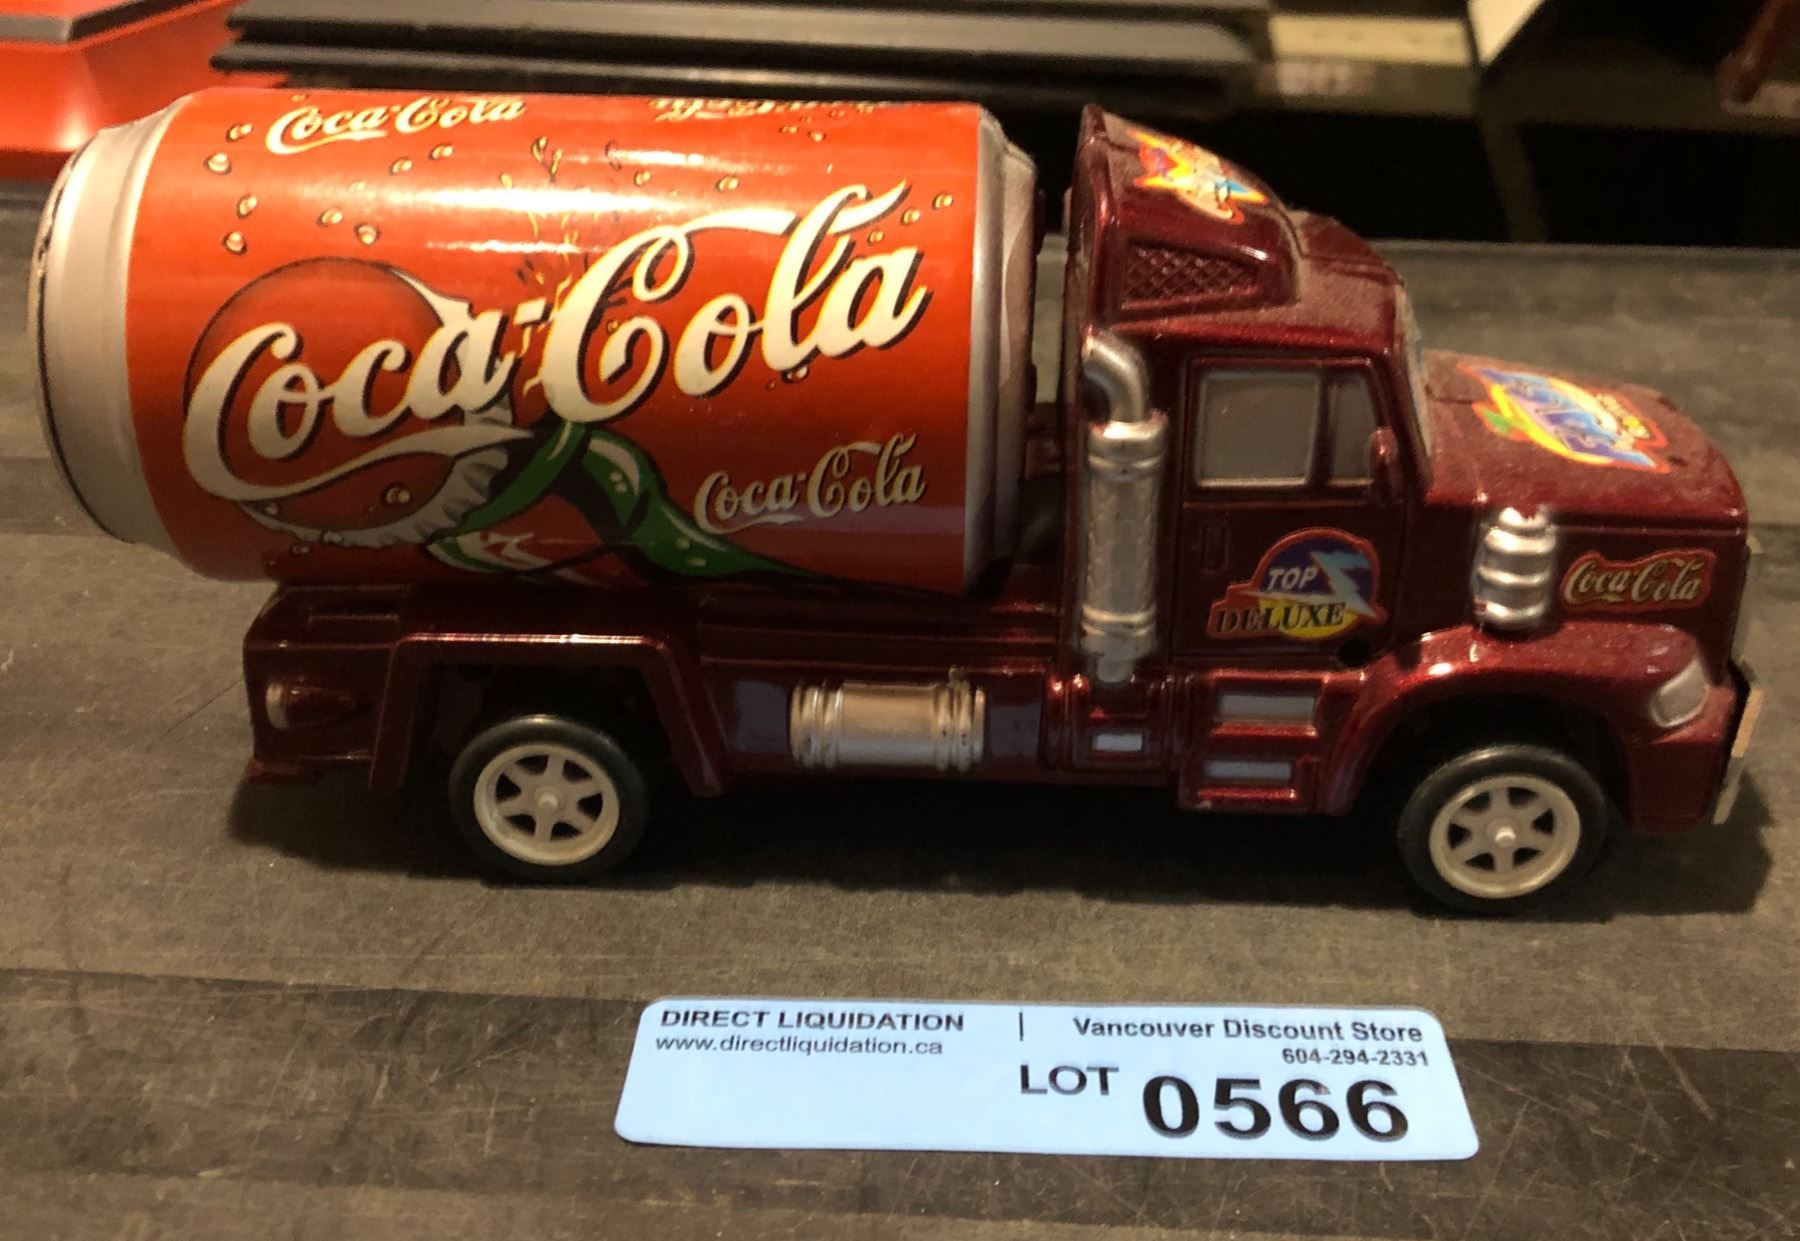 Coca-Cola
Coca-Cola
Coca-Cola
TOP
DELUXE
Coca-Cola
DIRECT LIQUIDATION | Vancouver Discount Store
www.directliquidation.ca
604-294-2331
LOT 0566